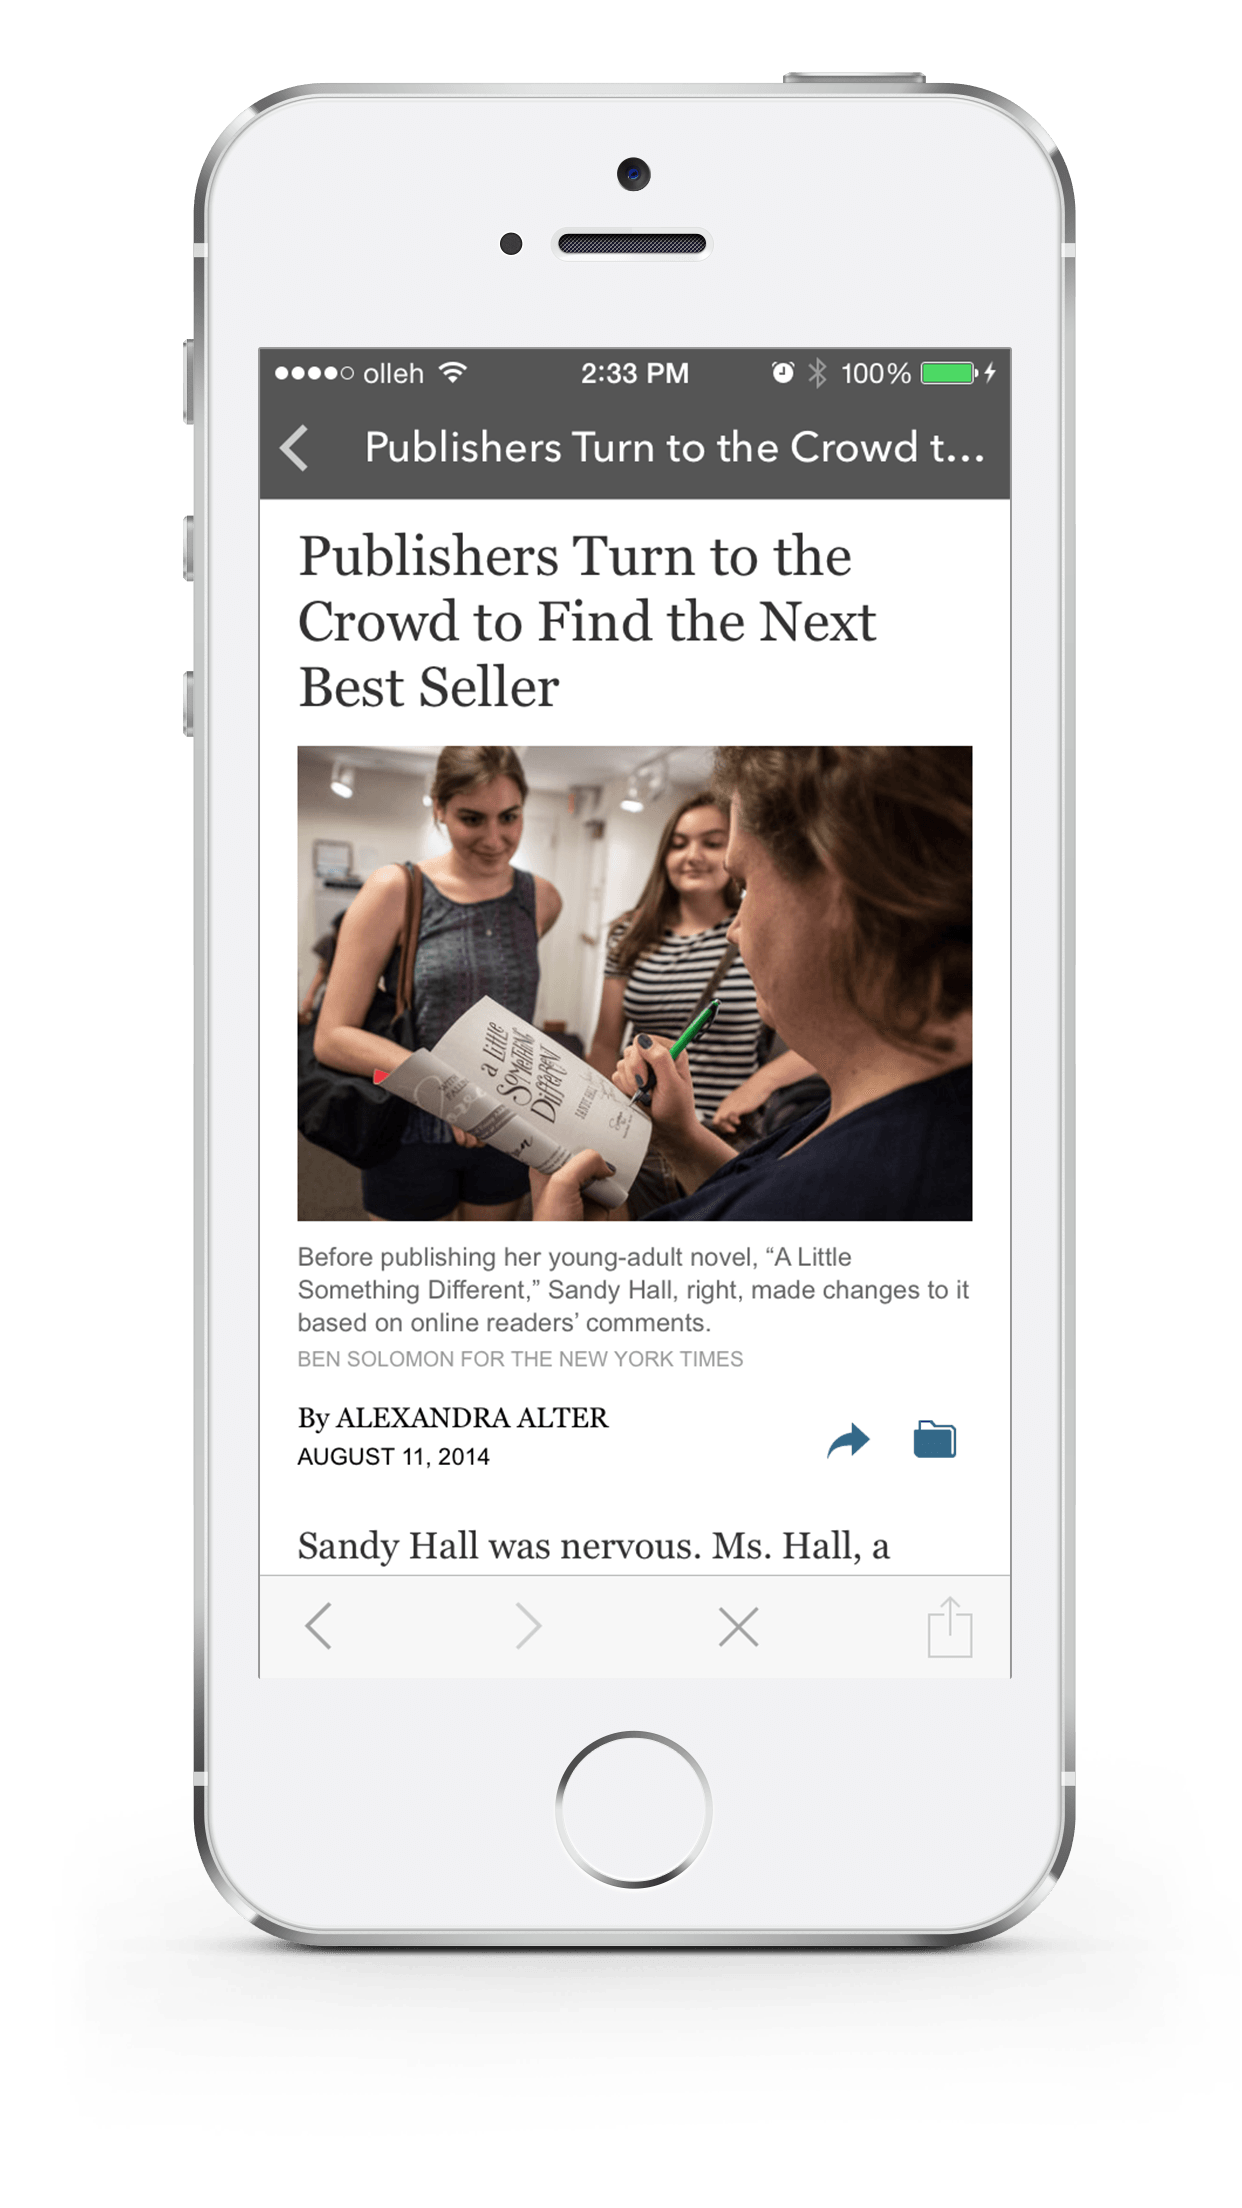 olleh 2:33 PM 100%
Publishers Turn to the Crowd t...
Publishers Turn to the
Crowd to Find the Next
Best Seller
a Little
SOMETHING
DiffeRENT
SANDY HALL
Before publishing her young-adult novel, “A Little
Something Different,” Sandy Hall, right, made changes to it
based on online readers’ comments.
BEN SOLOMON FOR THE NEW YORK TIMES
By ALEXANDRA ALTER
AUGUST 11, 2014
Sandy Hall was nervous. Ms. Hall, a